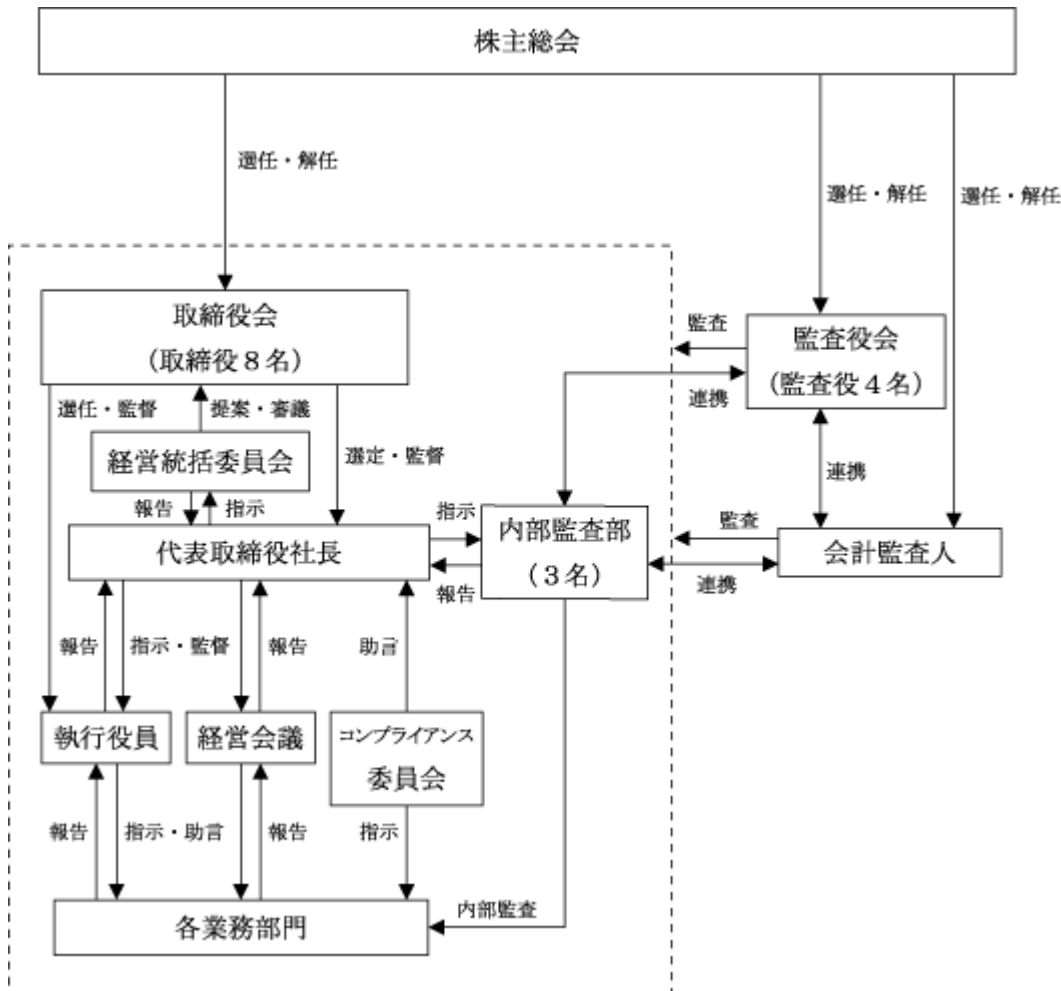 株主総会
選任・解任
選任・解任
選任・解任
取締役会
（取締役８名）
監査役会
（監査役４名）
監査
連携
選任・監督
提案・審議
選定・監督
経営統括委員会
報告
指示
連携
代表取締役社長
指示
報告
内部監査部
（３名）
監査
連携
会計監査人
報告
指示・監督
報告
助言
執行役員
経営会議
コンプライアンス
委員会
報告
指示・助言
報告
指示
各業務部門
内部監査